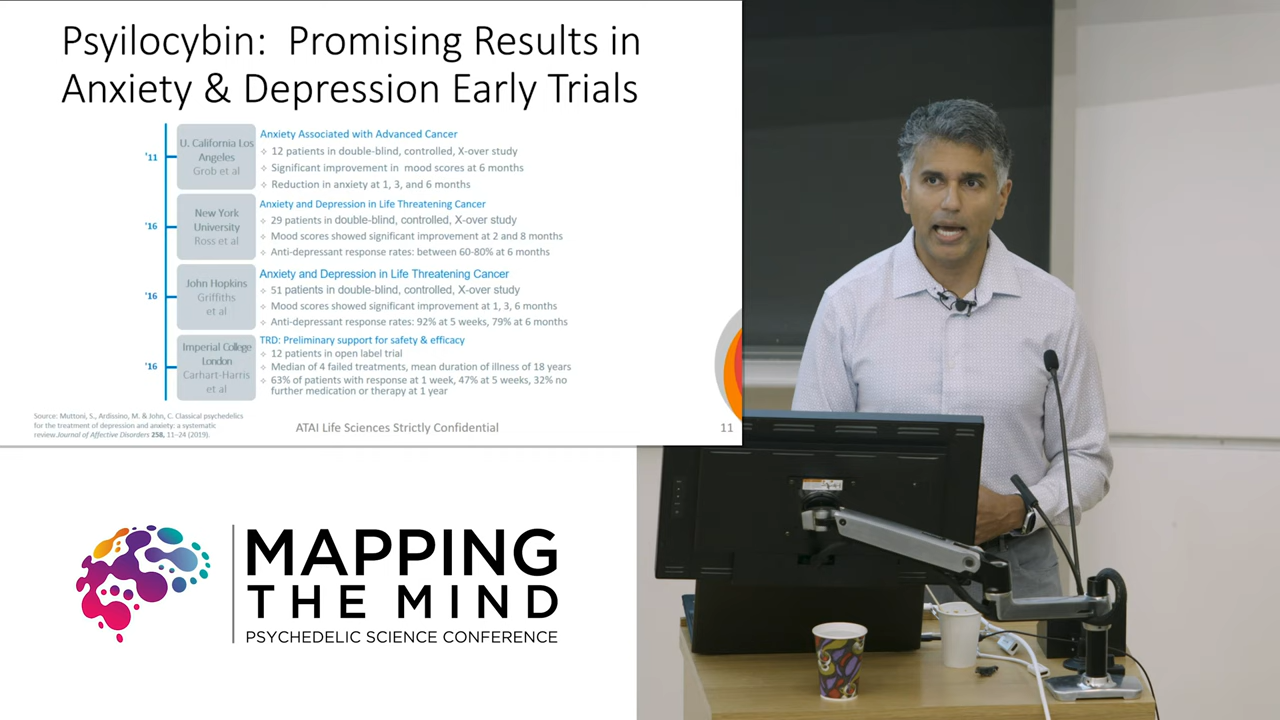 Psyilocybin: Promising Results in
Anxiety & Depression Early Trials
'11
U. California Los
Angeles
Grob et al
Anxiety Associated with Advanced Cancer
12 patients in double-blind, controlled, X-over study
Significant improvement in mood scores at 6 months
Reduction in anxiety at 1, 3, and 6 months
'16
New York
University
Ross et al
Anxiety and Depression in Life Threatening Cancer
29 patients in double-blind, controlled, X-over study
Mood scores showed significant improvement at 2 and 8 months
Anti-depressant response rates: between 60-80% at 6 months
'16
John Hopkins
Griffiths
et al
Anxiety and Depression in Life Threatening Cancer
51 patients in double-blind, controlled, X-over study
Mood scores showed significant improvement at 1, 3, 6 months
Anti-depressant response rates: 92% at 5 weeks, 79% at 6 months
'16
Imperial College
London
Carhart-Harris
et al
TRD: Preliminary support for safety & efficacy
12 patients in open label trial
Median of 4 failed treatments, mean duration of illness of 18 years
63% of patients with response at 1 week, 47% at 5 weeks, 32% no
further medication or therapy at 1 year
Source: Muttoni, S., Ardissino, M. & John, C. Classical psychedelics
for the treatment of depression and anxiety: a systematic
review.Journal of Affective Disorders 258, 11–24 (2019).
ATAI Life Sciences Strictly Confidential
11
MAPPING
THE MIND
PSYCHEDELIC SCIENCE CONFERENCE